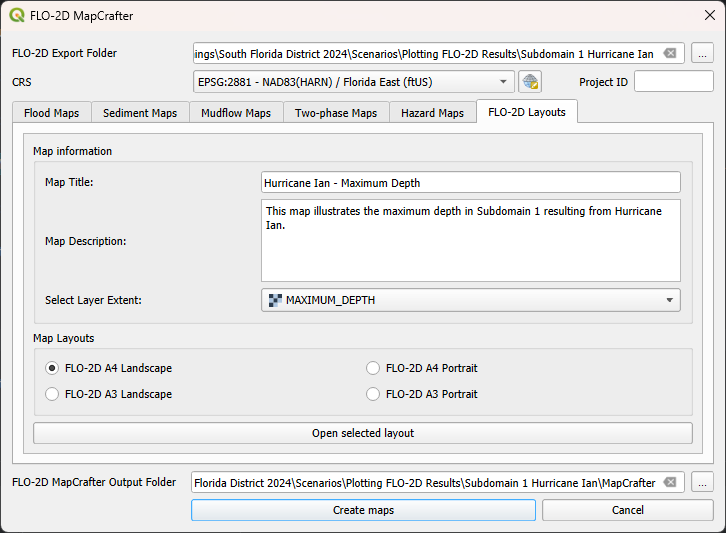 FLO-2D MapCrafter
FLO-2D Export Folder
ings\South Florida District 2024\Scenarios\Plotting FLO-2D Results\Subdomain 1 Hurricane Ian
...
CRS
EPSG:2881 - NAD83(HARN) / Florida East (ftUS)
Project ID
Flood Maps
Sediment Maps
Mudflow Maps
Two-phase Maps
Hazard Maps
FLO-2D Layouts
Map information
Map Title:
Hurricane Ian - Maximum Depth
Map Description:
This map illustrates the maximum depth in Subdomain 1 resulting from Hurricane
Ian.
Select Layer Extent:
MAXIMUM_DEPTH
Map Layouts
FLO-2D A4 Landscape
FLO-2D A4 Portrait
FLO-2D A3 Landscape
FLO-2D A3 Portrait
Open selected layout
FLO-2D MapCrafter Output Folder
Florida District 2024\Scenarios\Plotting FLO-2D Results\Subdomain 1 Hurricane Ian\MapCrafter
...
Create maps
Cancel